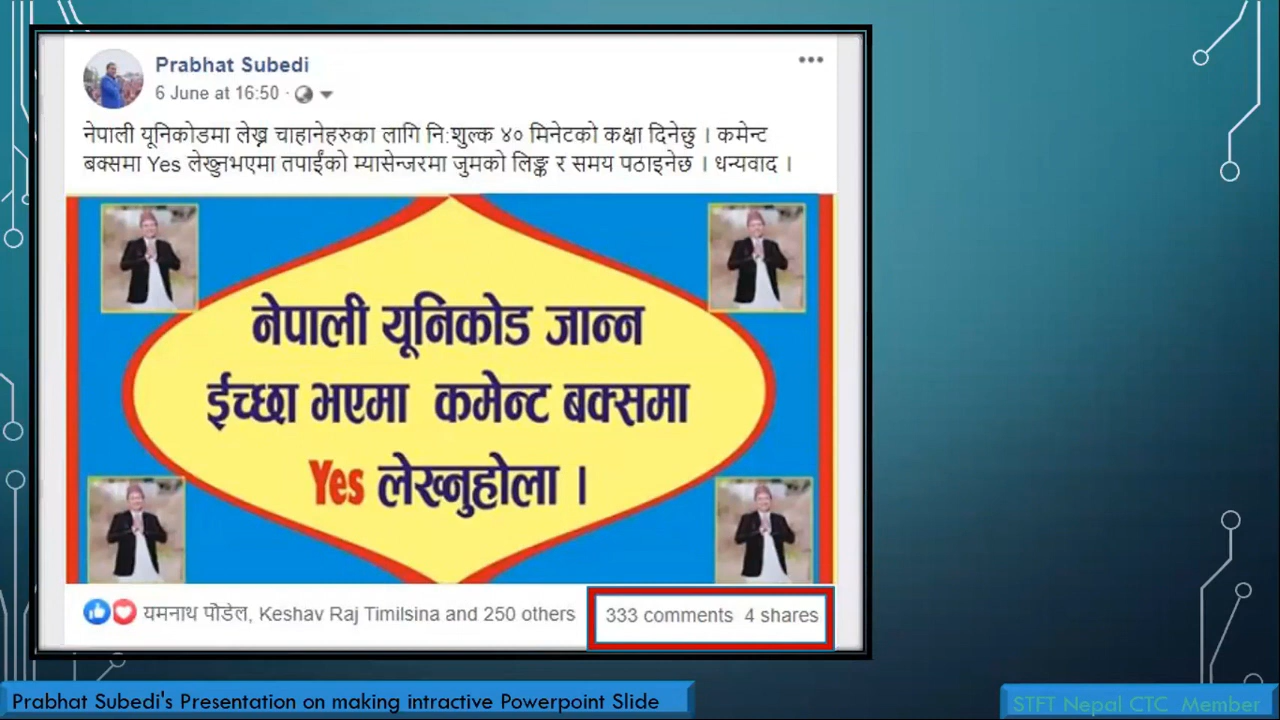 Prabhat Subedi
6 June at 16:50 ·
नेपाली यूनिकोडमा लेख्न चाहानेहरुका लागि नि:शुल्क ४० मिनेटको कक्षा दिनेछु । कमेन्ट
बक्समा Yes लेख्नुभएमा तपाईंको म्यासेन्जरमा जुमको लिङ्क र समय पठाइनेछ । धन्यवाद ।
नेपाली यूनिकोड जान्न
ईच्छा भएमा कमेन्ट बक्समा
Yes लेख्नुहोला ।
यमनाथ पौडेल, Keshav Raj Timilsina and 250 others 333 comments 4 shares
Prabhat Subedi's Presentation on making intractive Powerpoint Slide
STFT Nepal CTC Member